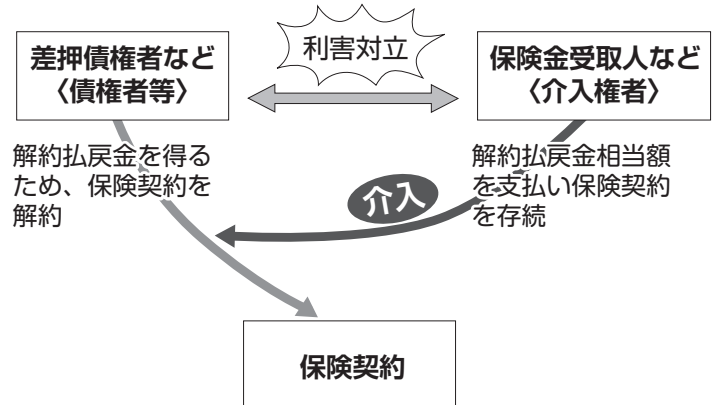 利害対立
差押債権者など
〈債権者等〉
保険金受取人など
〈介入権者〉
解約払戻金を得る
ため、保険契約を
解約
解約払戻金相当額
を支払い保険契約
を存続
介入
保険契約